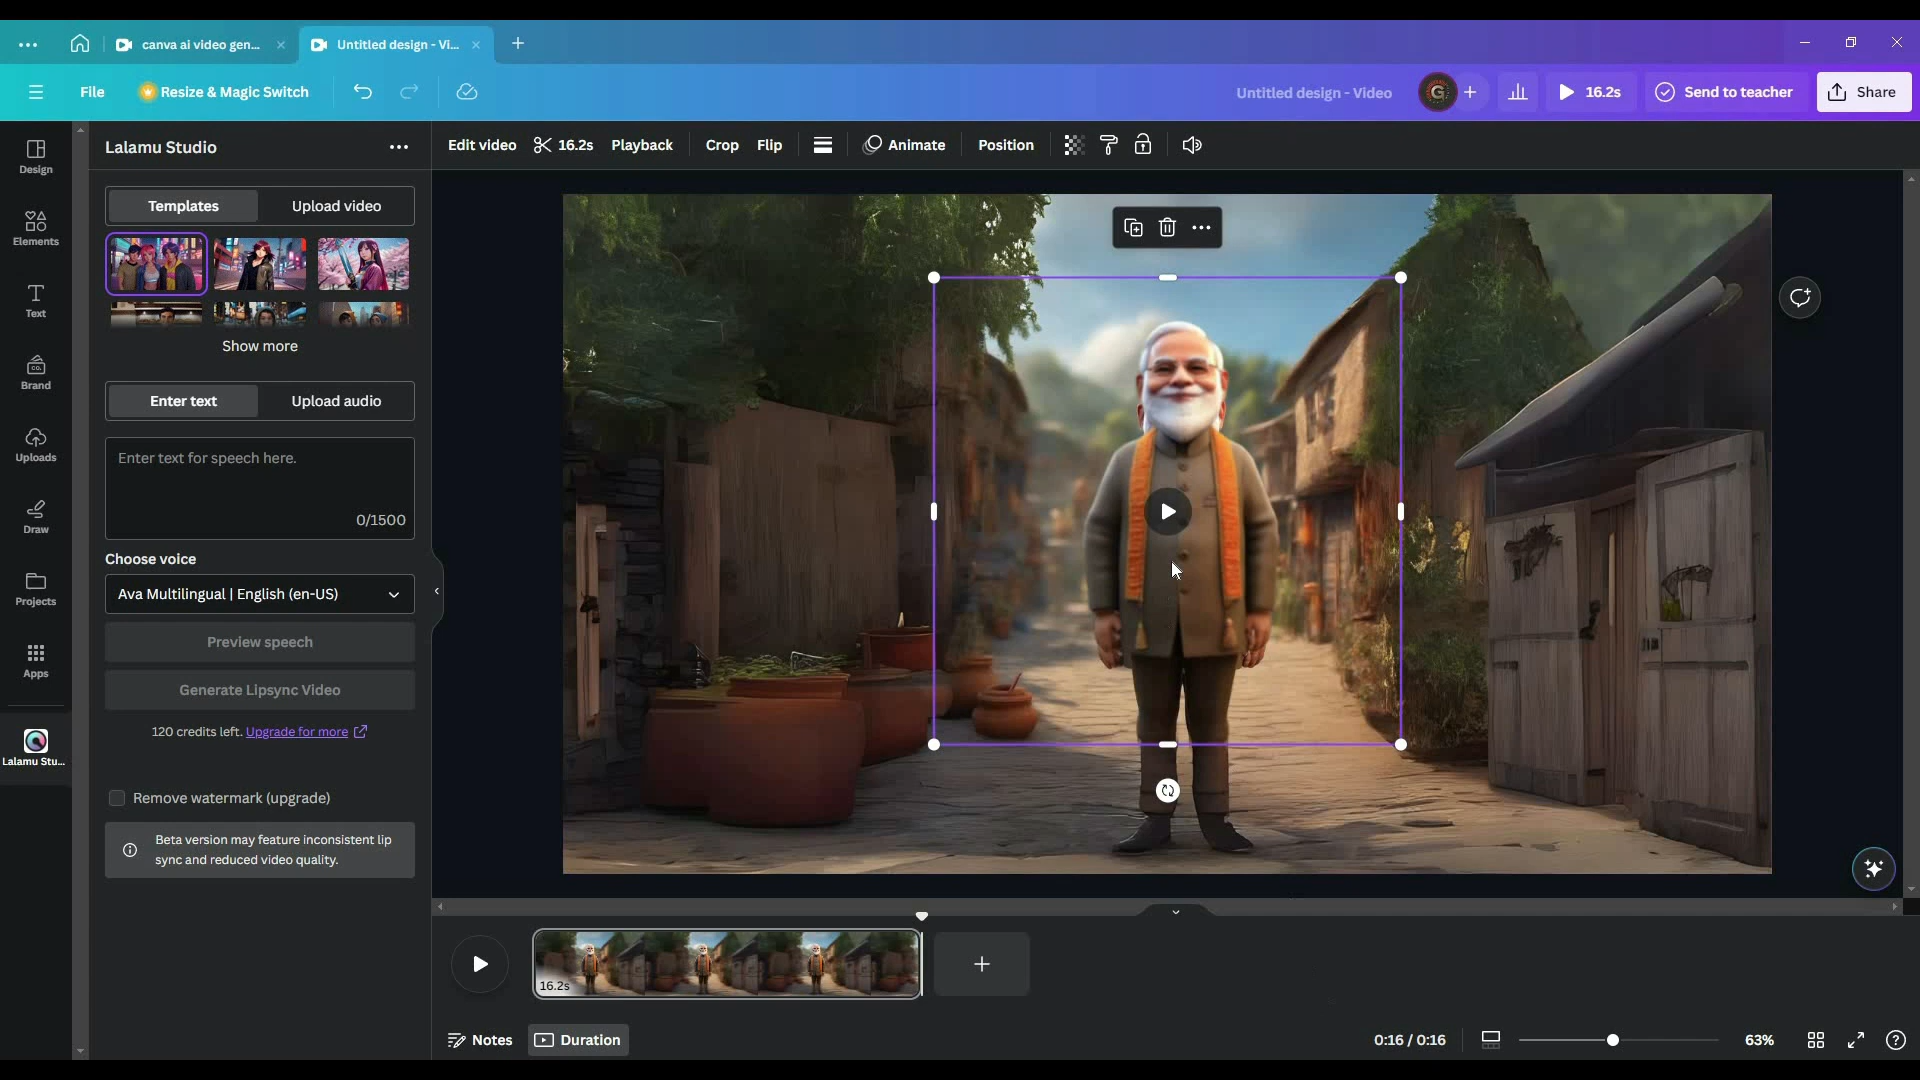 canva ai video gen...
Untitled design - Vi...
File
Resize & Magic Switch
Untitled design - Video
G
16.2s
Send to teacher
Share
Design
Elements
Text
Brand
Uploads
Draw
Projects
Apps
Lalamu Stu...
Lalamu Studio
Templates
Upload video
Show more
Enter text
Upload audio
Enter text for speech here.
0/1500
Choose voice
Ava Multilingual | English (en-US)
Preview speech
Generate Lipsync Video
120 credits left. Upgrade for more
Remove watermark (upgrade)
Beta version may feature inconsistent lip
sync and reduced video quality.
Edit video
16.2s
Playback
Crop
Flip
Animate
Position
16.2s
Notes
Duration
0:16 / 0:16
63%